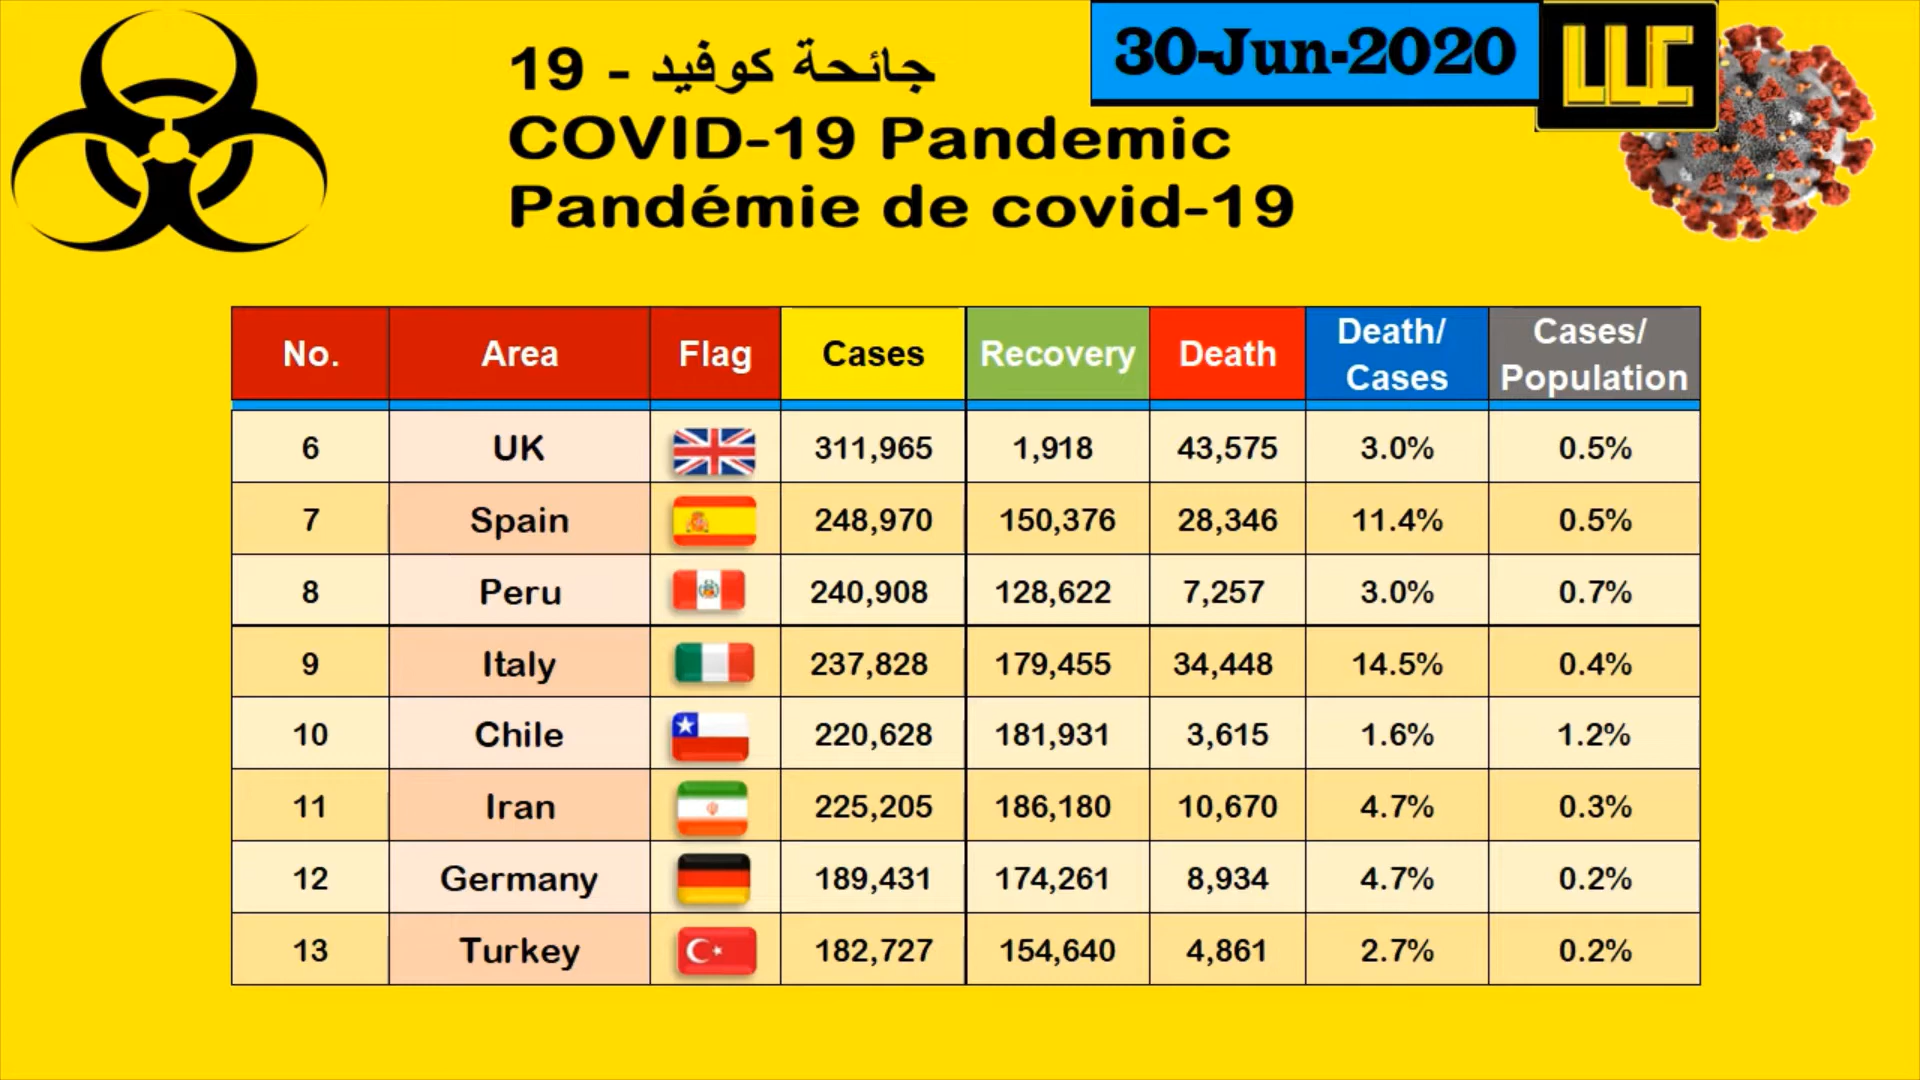 جائحة كوفيد - 19
COVID-19 Pandemic
Pandémie de covid-19
30-Jun-2020
LLC
No. Area Flag Cases Recovery Death Death/ Cases Cases/ Population
6 UK 311,965 1,918 43,575 3.0% 0.5%
7 Spain 248,970 150,376 28,346 11.4% 0.5%
8 Peru 240,908 128,622 7,257 3.0% 0.7%
9 Italy 237,828 179,455 34,448 14.5% 0.4%
10 Chile 220,628 181,931 3,615 1.6% 1.2%
11 Iran 225,205 186,180 10,670 4.7% 0.3%
12 Germany 189,431 174,261 8,934 4.7% 0.2%
13 Turkey 182,727 154,640 4,861 2.7% 0.2%